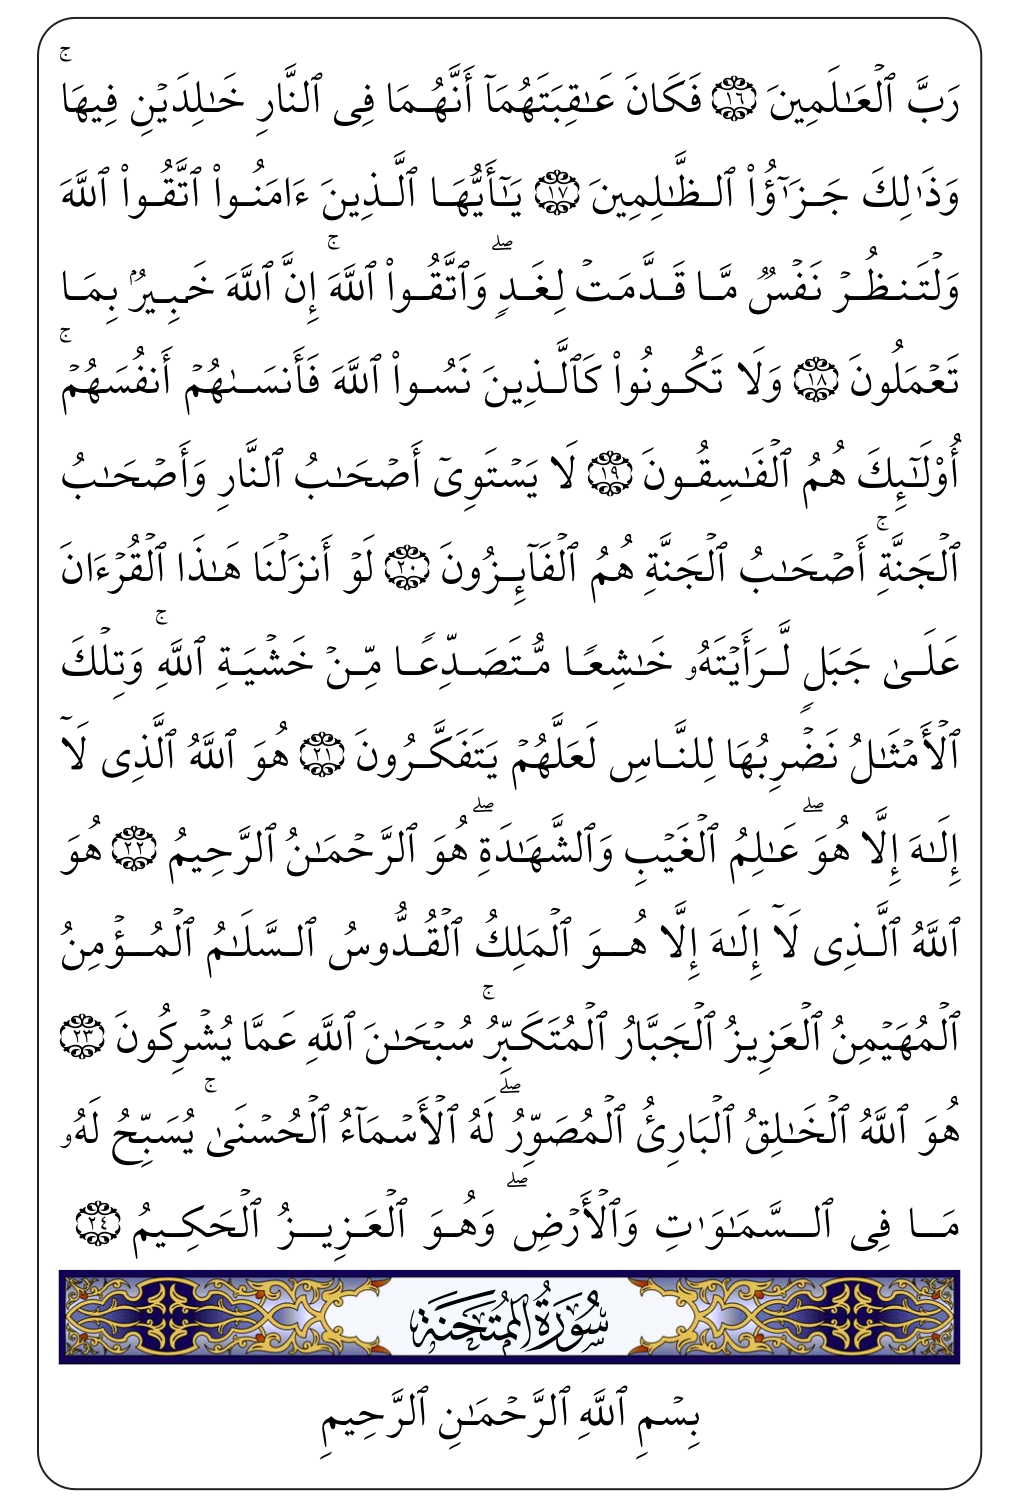 رَبَّ ٱلْعَـٰلَمِينَ ١٦ فَكَانَ عَـٰقِبَتَهُمَآ أَنَّهُمَا فِى ٱلنَّارِ خَـٰلِدَيْنِ فِيهَا ۚ
وَذَٰلِكَ جَزَٰٓؤُا۟ ٱلظَّـٰلِمِينَ ١٧ يَـٰٓأَيُّهَا ٱلَّذِينَ ءَامَنُوا۟ ٱتَّقُوا۟ ٱللَّهَ
وَلْتَنظُرْ نَفْسٌ مَّا قَدَّمَتْ لِغَدٍ ۖ وَٱتَّقُوا۟ ٱللَّهَ ۚ إِنَّ ٱللَّهَ خَبِيرٌۢ بِمَا
تَعْمَلُونَ ١٨ وَلَا تَكُونُوا۟ كَٱلَّذِينَ نَسُوا۟ ٱللَّهَ فَأَنسَىٰهُمْ أَنفُسَهُمْ ۚ
أُو۟لَـٰٓئِكَ هُمُ ٱلْفَـٰسِقُونَ ١٩ لَا يَسْتَوِىٓ أَصْحَـٰبُ ٱلنَّارِ وَأَصْحَـٰبُ
ٱلْجَنَّةِ ۚ أَصْحَـٰبُ ٱلْجَنَّةِ هُمُ ٱلْفَآئِزُونَ ٢٠ لَوْ أَنزَلْنَا هَـٰذَا ٱلْقُرْءَانَ
عَلَىٰ جَبَلٍ لَّرَأَيْتَهُۥ خَـٰشِعًا مُّتَصَدِّعًا مِّنْ خَشْيَةِ ٱللَّهِ ۚ وَتِلْكَ
ٱلْأَمْثَـٰلُ نَضْرِبُهَا لِلنَّاسِ لَعَلَّهُمْ يَتَفَكَّرُونَ ٢١ هُوَ ٱللَّهُ ٱلَّذِى لَآ
إِلَـٰهَ إِلَّا هُوَ ۖ عَـٰلِمُ ٱلْغَيْبِ وَٱلشَّهَـٰدَةِ ۖ هُوَ ٱلرَّحْمَـٰنُ ٱلرَّحِيمُ ٢٢ هُوَ
ٱللَّهُ ٱلَّذِى لَآ إِلَـٰهَ إِلَّا هُوَ ٱلْمَلِكُ ٱلْقُدُّوسُ ٱلسَّلَـٰمُ ٱلْمُؤْمِنُ
ٱلْمُهَيْمِنُ ٱلْعَزِيزُ ٱلْجَبَّارُ ٱلْمُتَكَبِّرُ ۚ سُبْحَـٰنَ ٱللَّهِ عَمَّا يُشْرِكُونَ ٢٣
هُوَ ٱللَّهُ ٱلْخَـٰلِقُ ٱلْبَارِئُ ٱلْمُصَوِّرُ ۖ لَهُ ٱلْأَسْمَآءُ ٱلْحُسْنَىٰ ۚ يُسَبِّحُ لَهُۥ
مَا فِى ٱلسَّمَـٰوَٰتِ وَٱلْأَرْضِ ۖ وَهُوَ ٱلْعَزِيزُ ٱلْحَكِيمُ ٢٤
سُورَةُ المُمْتَحَنَةِ
بِسْمِ ٱللَّهِ ٱلرَّحْمَـٰنِ ٱلرَّحِيمِ